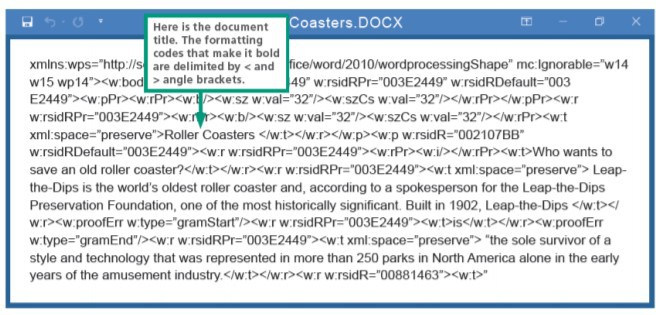 Coasters.DOCX
Here is the document
title. The formatting
codes that make it bold
are delimited by < and
> angle brackets.
xmlns:wps="http://s fice/word/2010/wordprocessingShape" mc:Ignorable="w14
w15 wp14"><w:bod 49" w:rsidRPr="003E2449" w:rsidRDefault="003
E2449"><w:pPr><w:rPr><w:b/><w:sz w:val="32"/><w:szCs w:val="32"/></w:rPr></w:pPr><w:r
w:rsidRPr="003E2449"><w:rPr><w:b/><w:sz w:val="32"/><w:szCs w:val="32"/></w:rPr><w:t
xml:space="preserve">Roller Coasters </w:t></w:r></w:p><w:p w:rsidR="002107BB"
w:rsidRDefault="003E2449"><w:r w:rsidRPr="003E2449"><w:rPr><w:i/></w:rPr><w:t>Who wants to
save an old roller coaster?</w:t></w:r><w:r w:rsidRPr="003E2449"><w:t xml:space="preserve"> Leap-
the-Dips is the world's oldest roller coaster and, according to a spokesperson for the Leap-the-Dips
Preservation Foundation, one of the most historically significant. Built in 1902, Leap-the-Dips </w:t></
w:r><w:proofErr w:type="gramStart"/><w:r w:rsidRPr="003E2449"><w:t>is</w:t></w:r><w:proofErr
w:type="gramEnd"/><w:r w:rsidRPr="003E2449"><w:t xml:space="preserve"> "the sole survivor of a
style and technology that was represented in more than 250 parks in North America alone in the early
years of the amusement industry.</w:t></w:r><w:r w:rsidR="00881463"><w:t>"